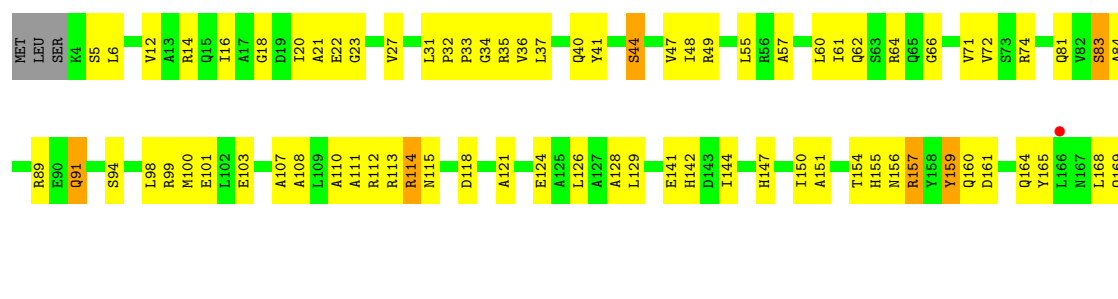 MET LEU SER K4 S5 L6 V12 A13 R14 Q15 I16 A17 G18 D19 I20 A21 E22 G23 V27 L31 P32 P33 G34 R35 V36 L37 Q40 Y41 S44 V47 I48 R49 L55 R56 A57 L60 I61 Q62 S63 R64 Q65 G66 V71 V72 S73 R74 Q81 V82 S83 A84
R89 E90 Q91 S94 L98 R99 M100 E101 L102 E103 A107 A108 L109 A110 A111 R112 R113 R114 N115 D118 A121 E124 A125 L126 A127 A128 L129 E141 H142 D143 I144 H147 I150 A151 T154 H155 N156 R157 Y158 Y159 Q160 D161 Q164 Y165 L166 N167 L168